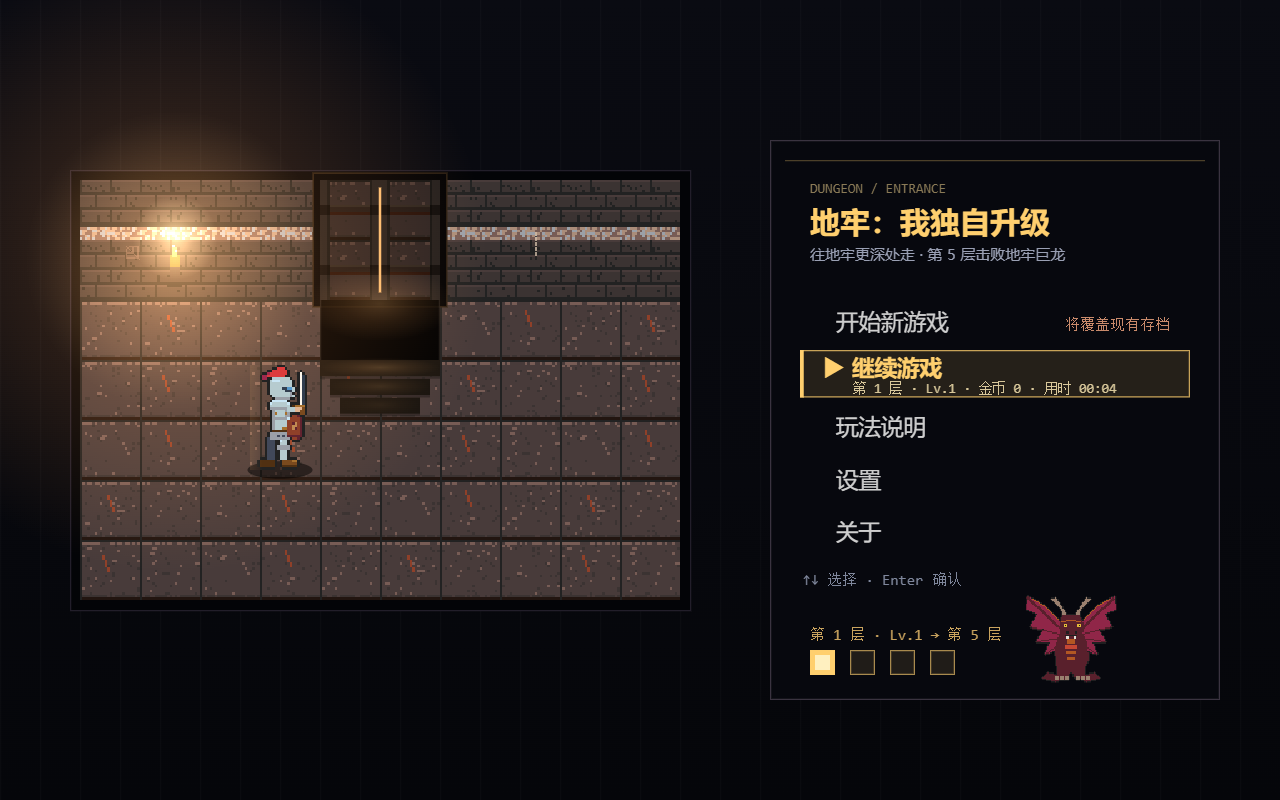 DUNGEON / ENTRANCE
地牢：我独自升级
往地牢更深处走 · 第 5 层击败地牢巨龙
开始新游戏 将覆盖现有存档
▶ 继续游戏
第 1 层 · Lv.1 · 金币 0 · 用时 00:04
玩法说明
设置
关于
↑↓ 选择 · Enter 确认
第 1 层 · Lv.1 → 第 5 层